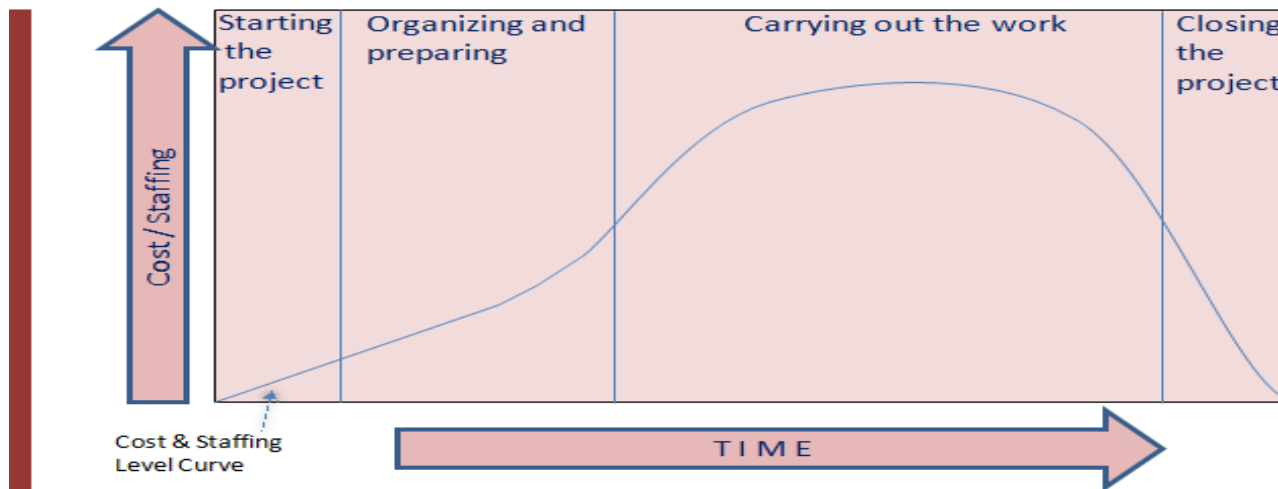 Starting
the
project
Organizing and
preparing
Carrying out the work
Closing
the
project
Cost / Staffing
Cost & Staffing
Level Curve
TIME